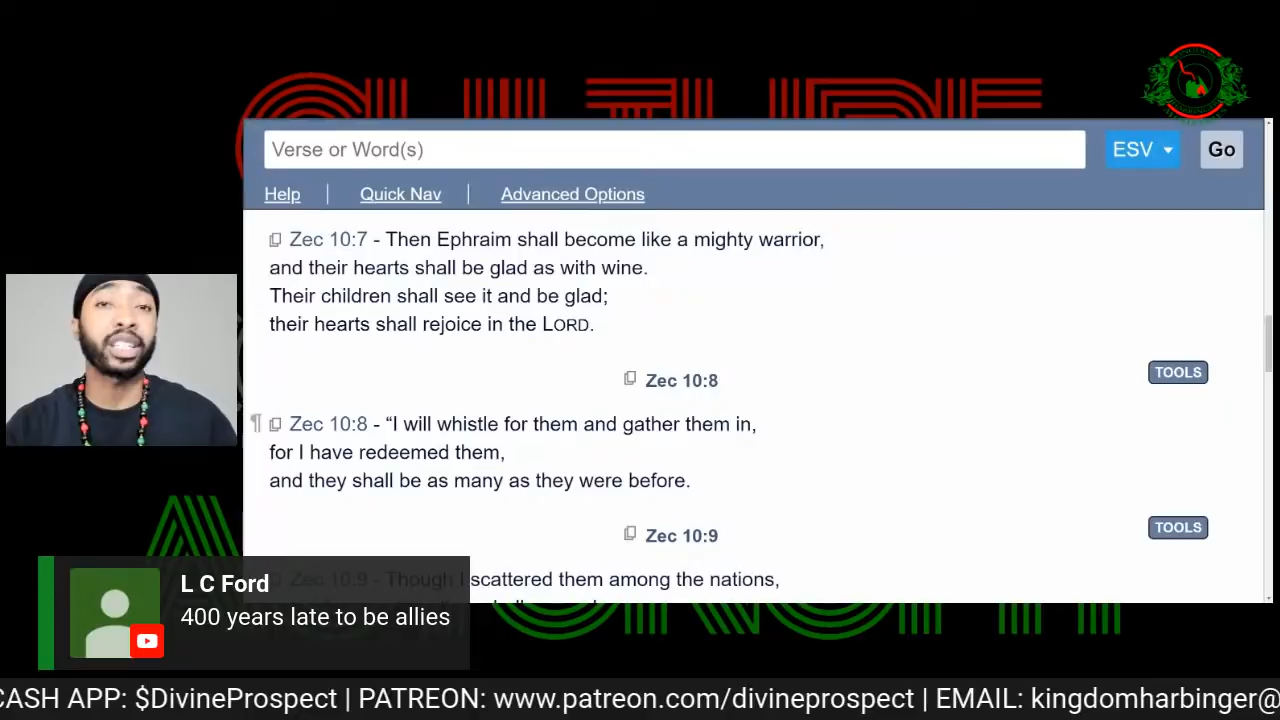 Verse or Word(s)
ESV
Go
Help | Quick Nav | Advanced Options
Zec 10:7 - Then Ephraim shall become like a mighty warrior,
and their hearts shall be glad as with wine.
Their children shall see it and be glad;
their hearts shall rejoice in the LORD.
Zec 10:8
TOOLS
¶ Zec 10:8 - “I will whistle for them and gather them in,
for I have redeemed them,
and they shall be as many as they were before.
Zec 10:9
TOOLS
Zec 10:9 - Though I scattered them among the nations,
L C Ford
400 years late to be allies
CASH APP: $DivineProspect | PATREON: www.patreon.com/divineprospect | EMAIL: kingdomharbinger@